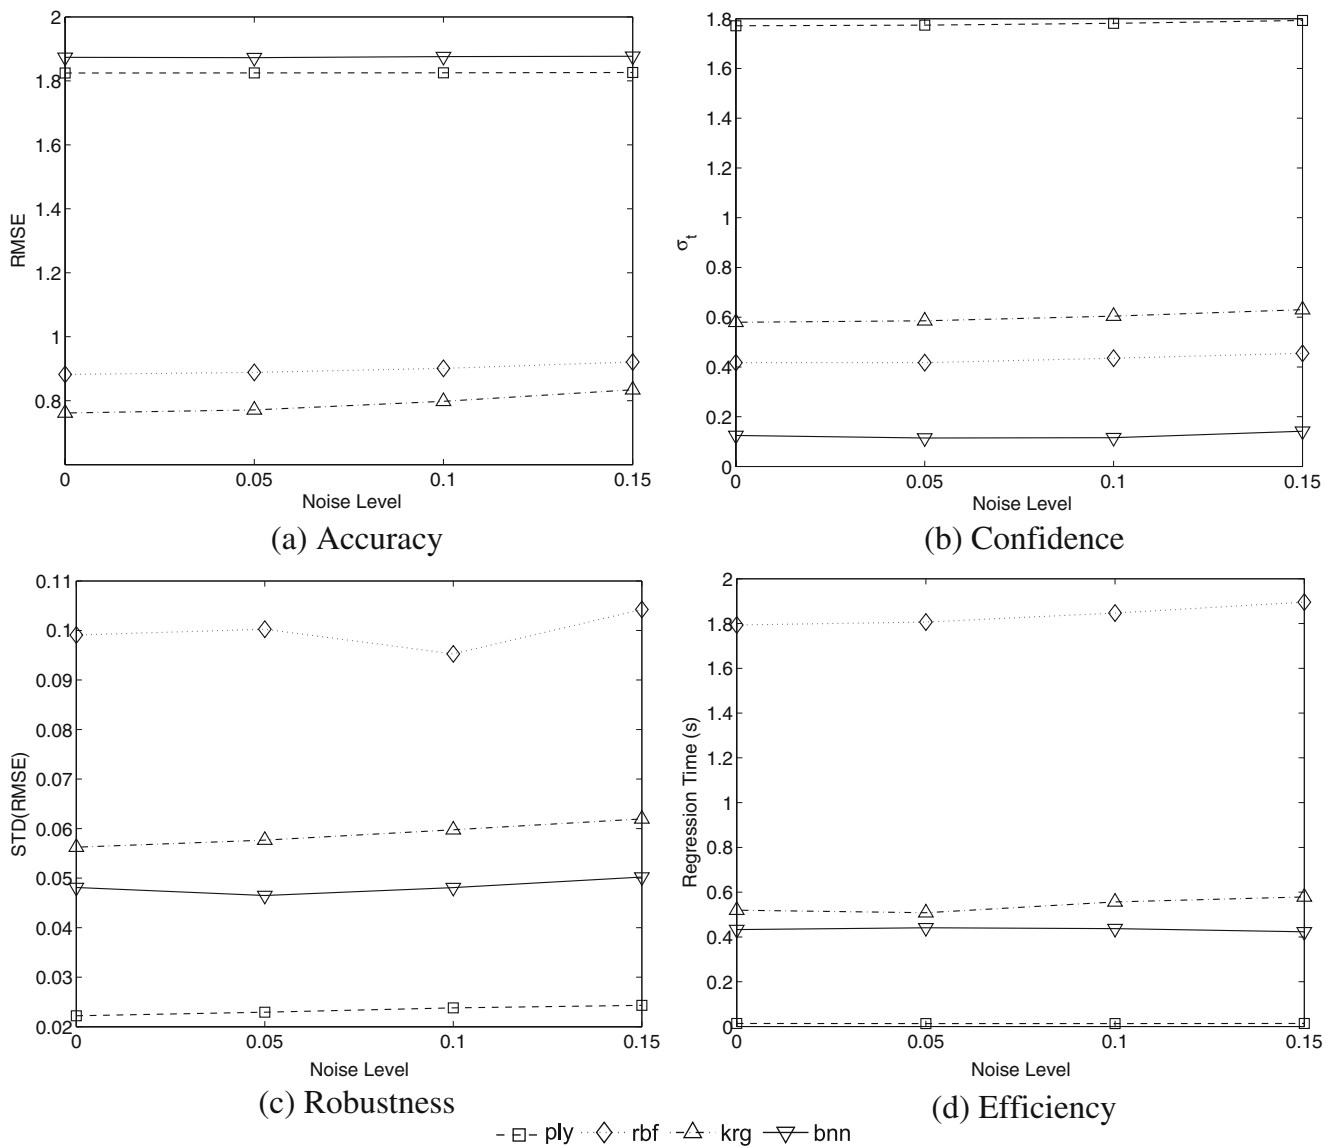 2
1.8
1.6
1.4
1.2
1
0.8
RMSE
0 0.05 0.1 0.15
Noise Level
(a) Accuracy
1.8
1.6
1.4
1.2
1
0.8
0.6
0.4
0.2
0
σt
0 0.05 0.1 0.15
Noise Level
(b) Confidence
0.11
0.1
0.09
0.08
0.07
0.06
0.05
0.04
0.03
0.02
STD(RMSE)
0 0.05 0.1 0.15
Noise Level
(c) Robustness
2
1.8
1.6
1.4
1.2
1
0.8
0.6
0.4
0.2
0
Regression Time (s)
0 0.05 0.1 0.15
Noise Level
(d) Efficiency
ply rbf krg bnn